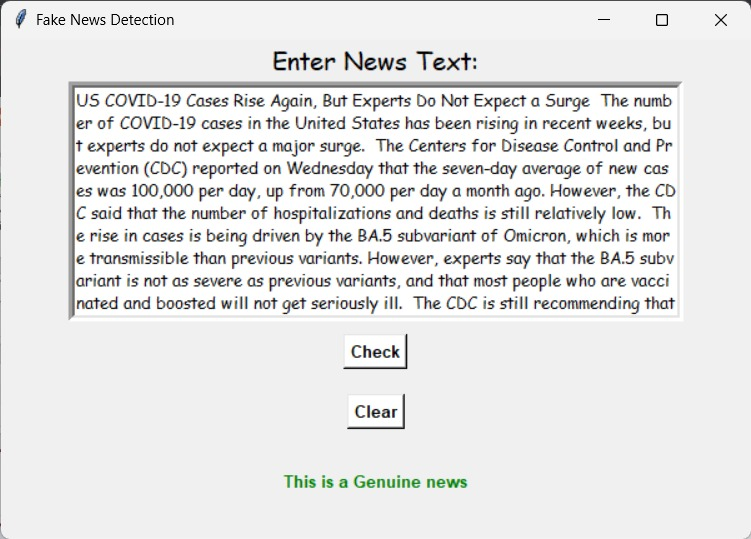 Fake News Detection
Enter News Text:
US COVID-19 Cases Rise Again, But Experts Do Not Expect a Surge  The numb
er of COVID-19 cases in the United States has been rising in recent weeks, bu
t experts do not expect a major surge.  The Centers for Disease Control and Pr
evention (CDC) reported on Wednesday that the seven-day average of new cas
es was 100,000 per day, up from 70,000 per day a month ago. However, the CD
C said that the number of hospitalizations and deaths is still relatively low.  Th
e rise in cases is being driven by the BA.5 subvariant of Omicron, which is mor
e transmissible than previous variants. However, experts say that the BA.5 subv
ariant is not as severe as previous variants, and that most people who are vacci
nated and boosted will not get seriously ill.  The CDC is still recommending that
Check
Clear
This is a Genuine news